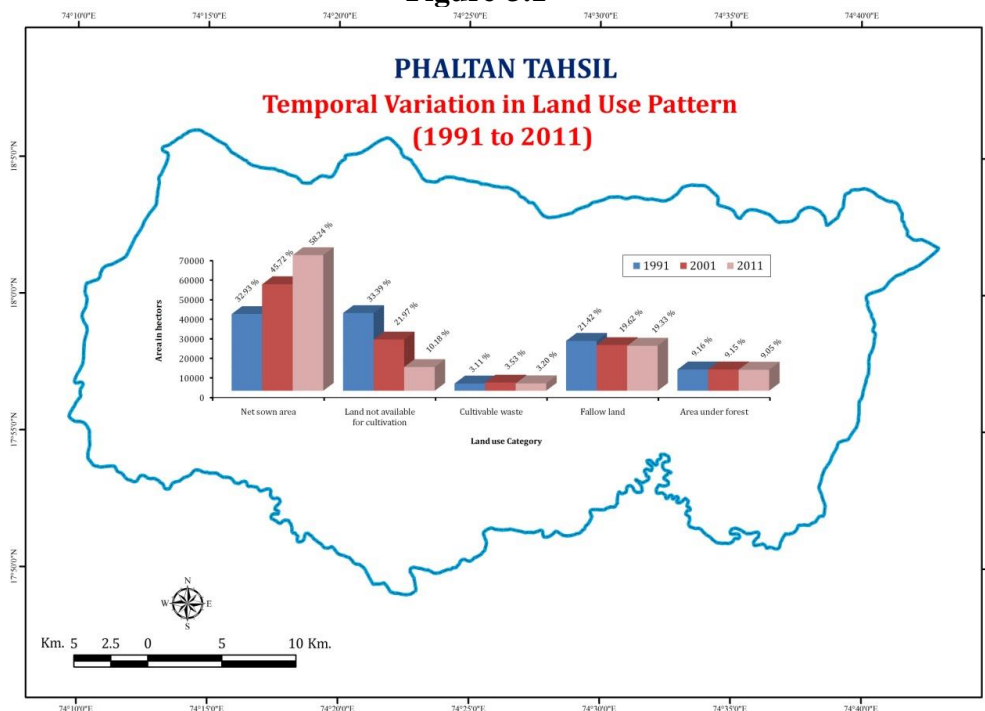 74°10'0"E 74°15'0"E 74°20'0"E 74°25'0"E 74°30'0"E 74°35'0"E 74°40'0"E
PHALTAN TAHSIL
Temporal Variation in Land Use Pattern
(1991 to 2011)
18°5'0"N
18°0'0"N
17°55'0"N
17°50'0"N
Area in hectors
70000
60000
50000
40000
30000
20000
10000
0
32.93 % 45.72 % 58.24 %
33.39 % 21.97 % 10.18 %
3.11 % 3.53 % 3.20 %
21.42 % 19.62 % 19.33 %
9.16 % 9.15 % 9.05 %
1991 2001 2011
Net sown area
Land not available
for cultivation
Cultivable waste
Fallow land
Area under forest
Land use Category
N
W E
S
Km. 5 2.5 0 5 10 Km.
74°10'0"E 74°15'0"E 74°20'0"E 74°25'0"E 74°30'0"E 74°35'0"E 74°40'0"E